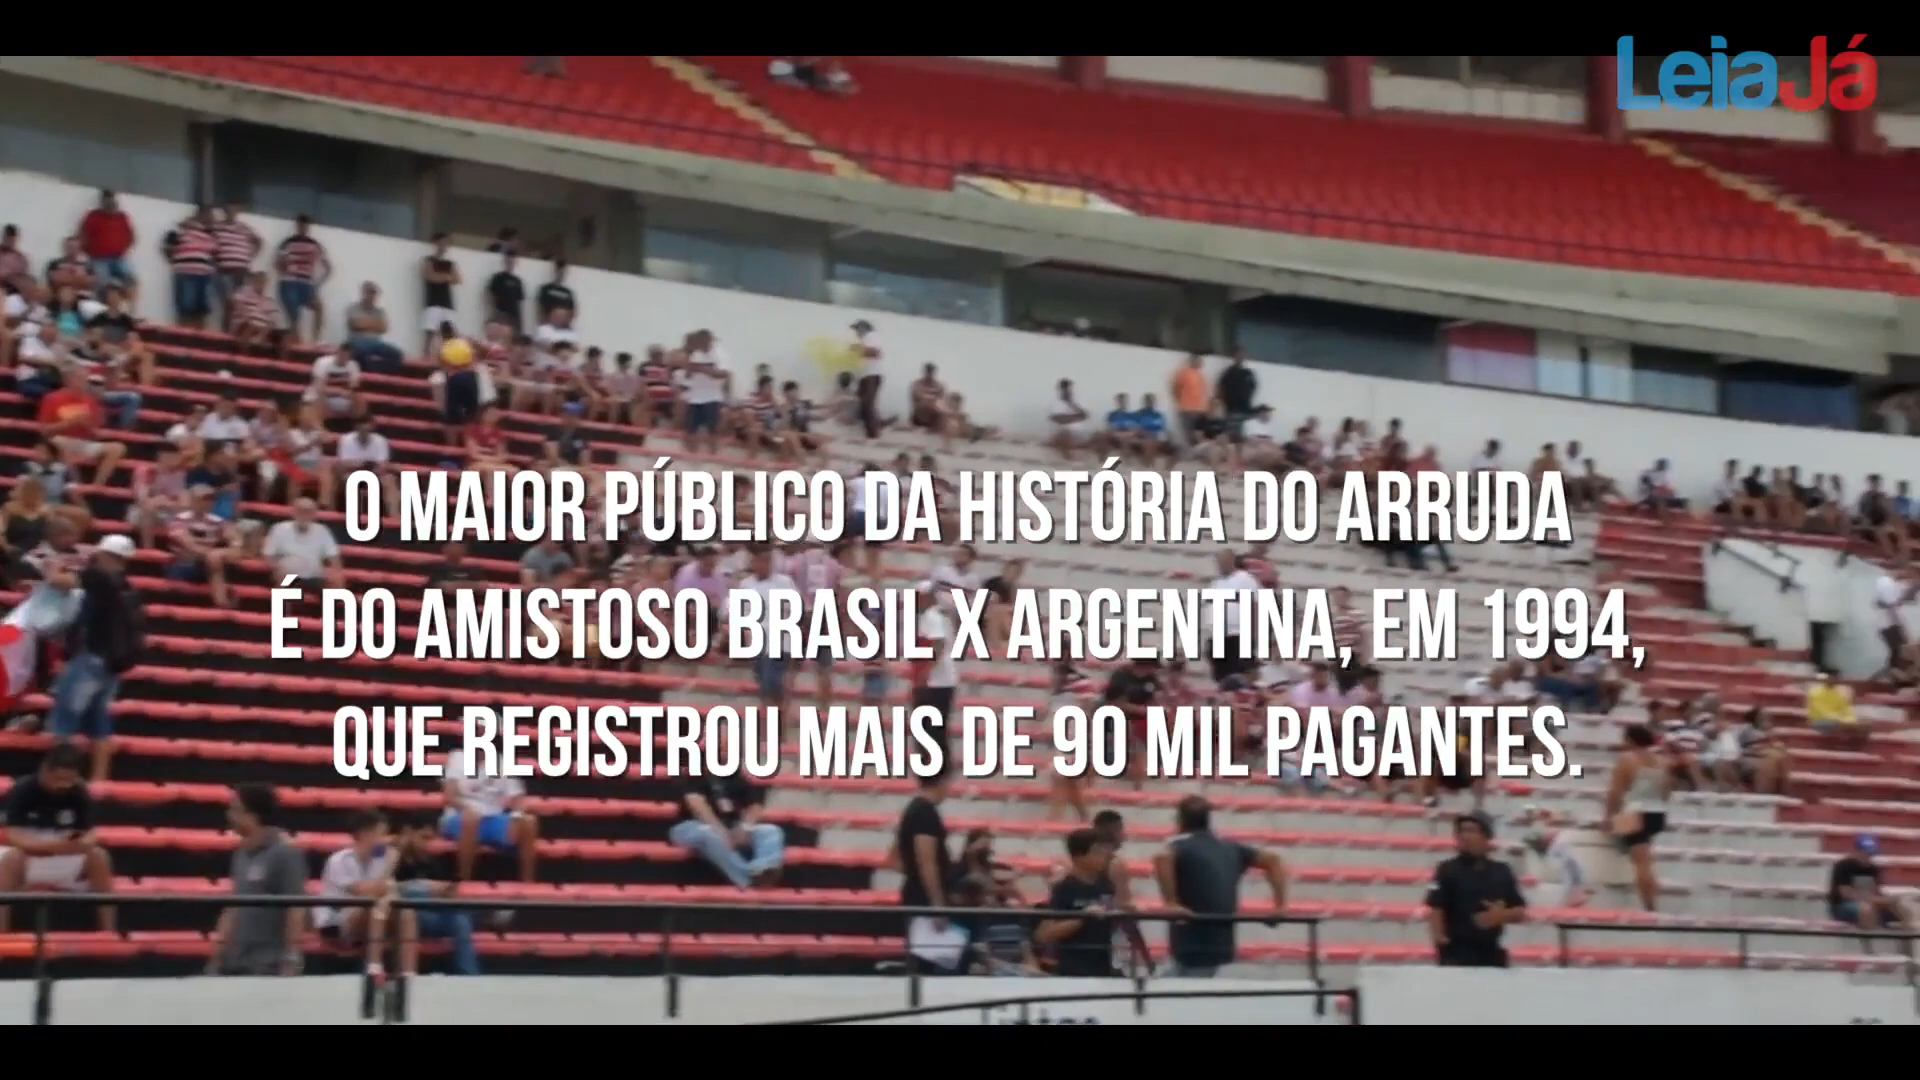 LeiaJá
O MAIOR PÚBLICO DA HISTÓRIA DO ARRUDA
É DO AMISTOSO BRASIL X ARGENTINA, EM 1994,
QUE REGISTROU MAIS DE 90 MIL PAGANTES.